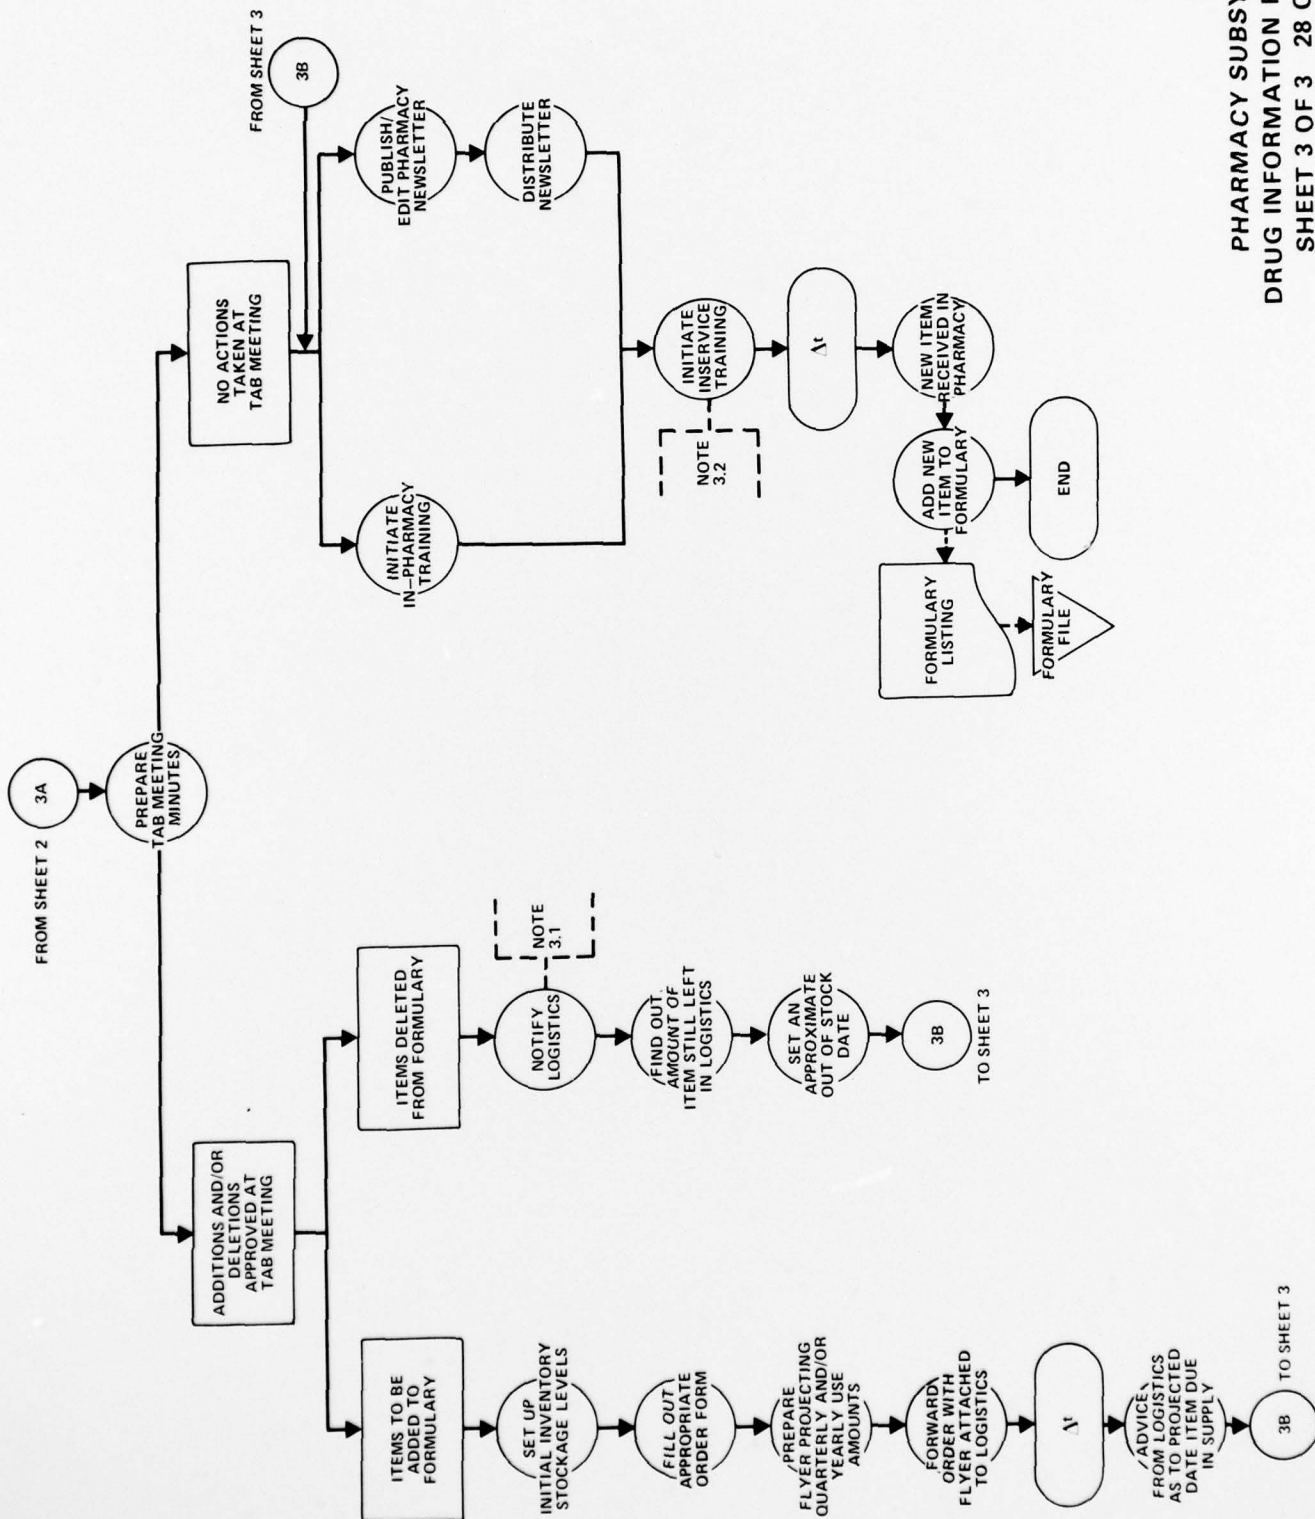 FROM SHEET 2
3A
PREPARE
TAB MEETING
MINUTES
ADDITIONS AND/OR
DELETIONS
APPROVED AT
TAB MEETING
NO ACTIONS
TAKEN AT
TAB MEETING
FROM SHEET 3
3B
ITEMS TO BE
ADDED TO
FORMULARY
SET UP
INITIAL INVENTORY
STOCKAGE LEVELS
FILL OUT
APPROPRIATE
ORDER FORM
PREPARE
FLYER PROJECTING
QUARTERLY AND/OR
YEARLY USE
AMOUNTS
FORWARD
ORDER WITH
FLYER ATTACHED
TO LOGISTICS
Δt
ADVICE
FROM LOGISTICS
AS TO PROJECTED
DATE ITEM DUE
IN SUPPLY
3B
TO SHEET 3
ITEMS DELETED
FROM FORMULARY
NOTIFY
LOGISTICS
NOTE
3.1
FIND OUT
AMOUNT OF
ITEM STILL LEFT
IN LOGISTICS
SET AN
APPROXIMATE
OUT OF STOCK
DATE
3B
TO SHEET 3
INITIATE
IN-PHARMACY
TRAINING
PUBLISH/
EDIT PHARMACY
NEWSLETTER
DISTRIBUTE
NEWSLETTER
INITIATE
INSERVICE
TRAINING
NOTE
3.2
Δt
NEW ITEM
RECEIVED IN
PHARMACY
ADD NEW
ITEM TO
FORMULARY
FORMULARY
LISTING
FORMULARY
FILE
END
PHARMACY SUBSY
DRUG INFORMATION
SHEET 3 OF 3 28